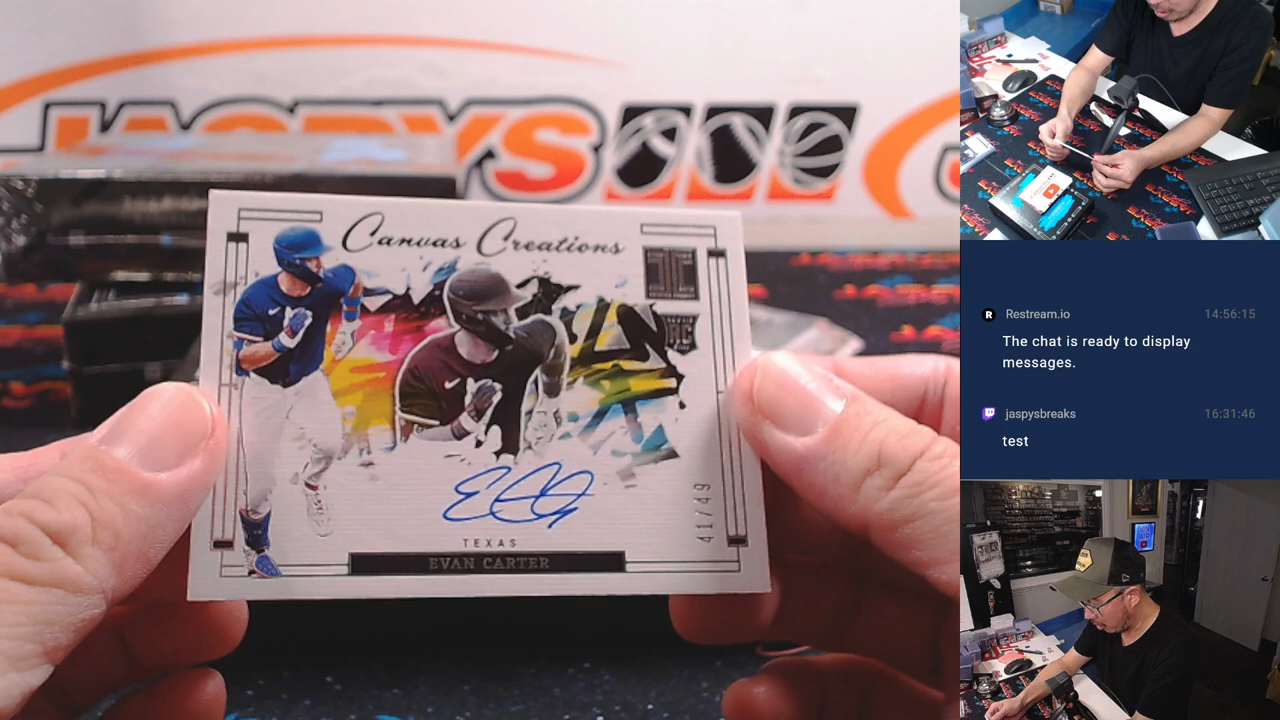 JASPYS
Canvas Creations
RC
41/49
TEXAS
EVAN CARTER
Restream.io 14:56:15
The chat is ready to display
messages.
jaspysbreaks 16:31:46
test